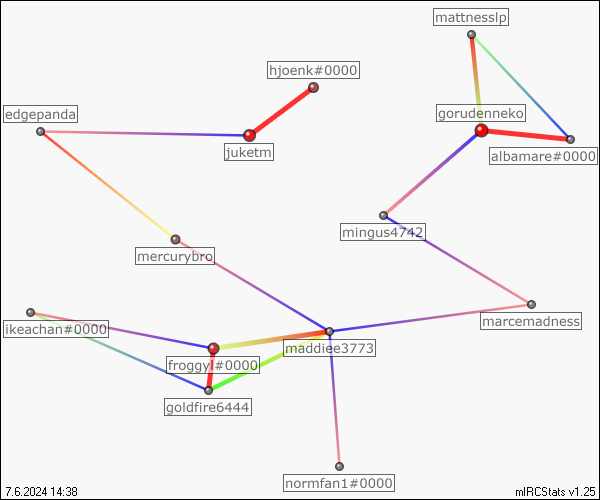 mattnesslp
hjoenk#0000
edgepanda
gorudenneko
juketm
albamare#0000
mingus4742
mercurybro
ikeachan#0000
marcemadness
maddiee3773
froggyl#0000
goldfire6444
normfan1#0000
7.6.2024 14:38
mIRCStats v1.25